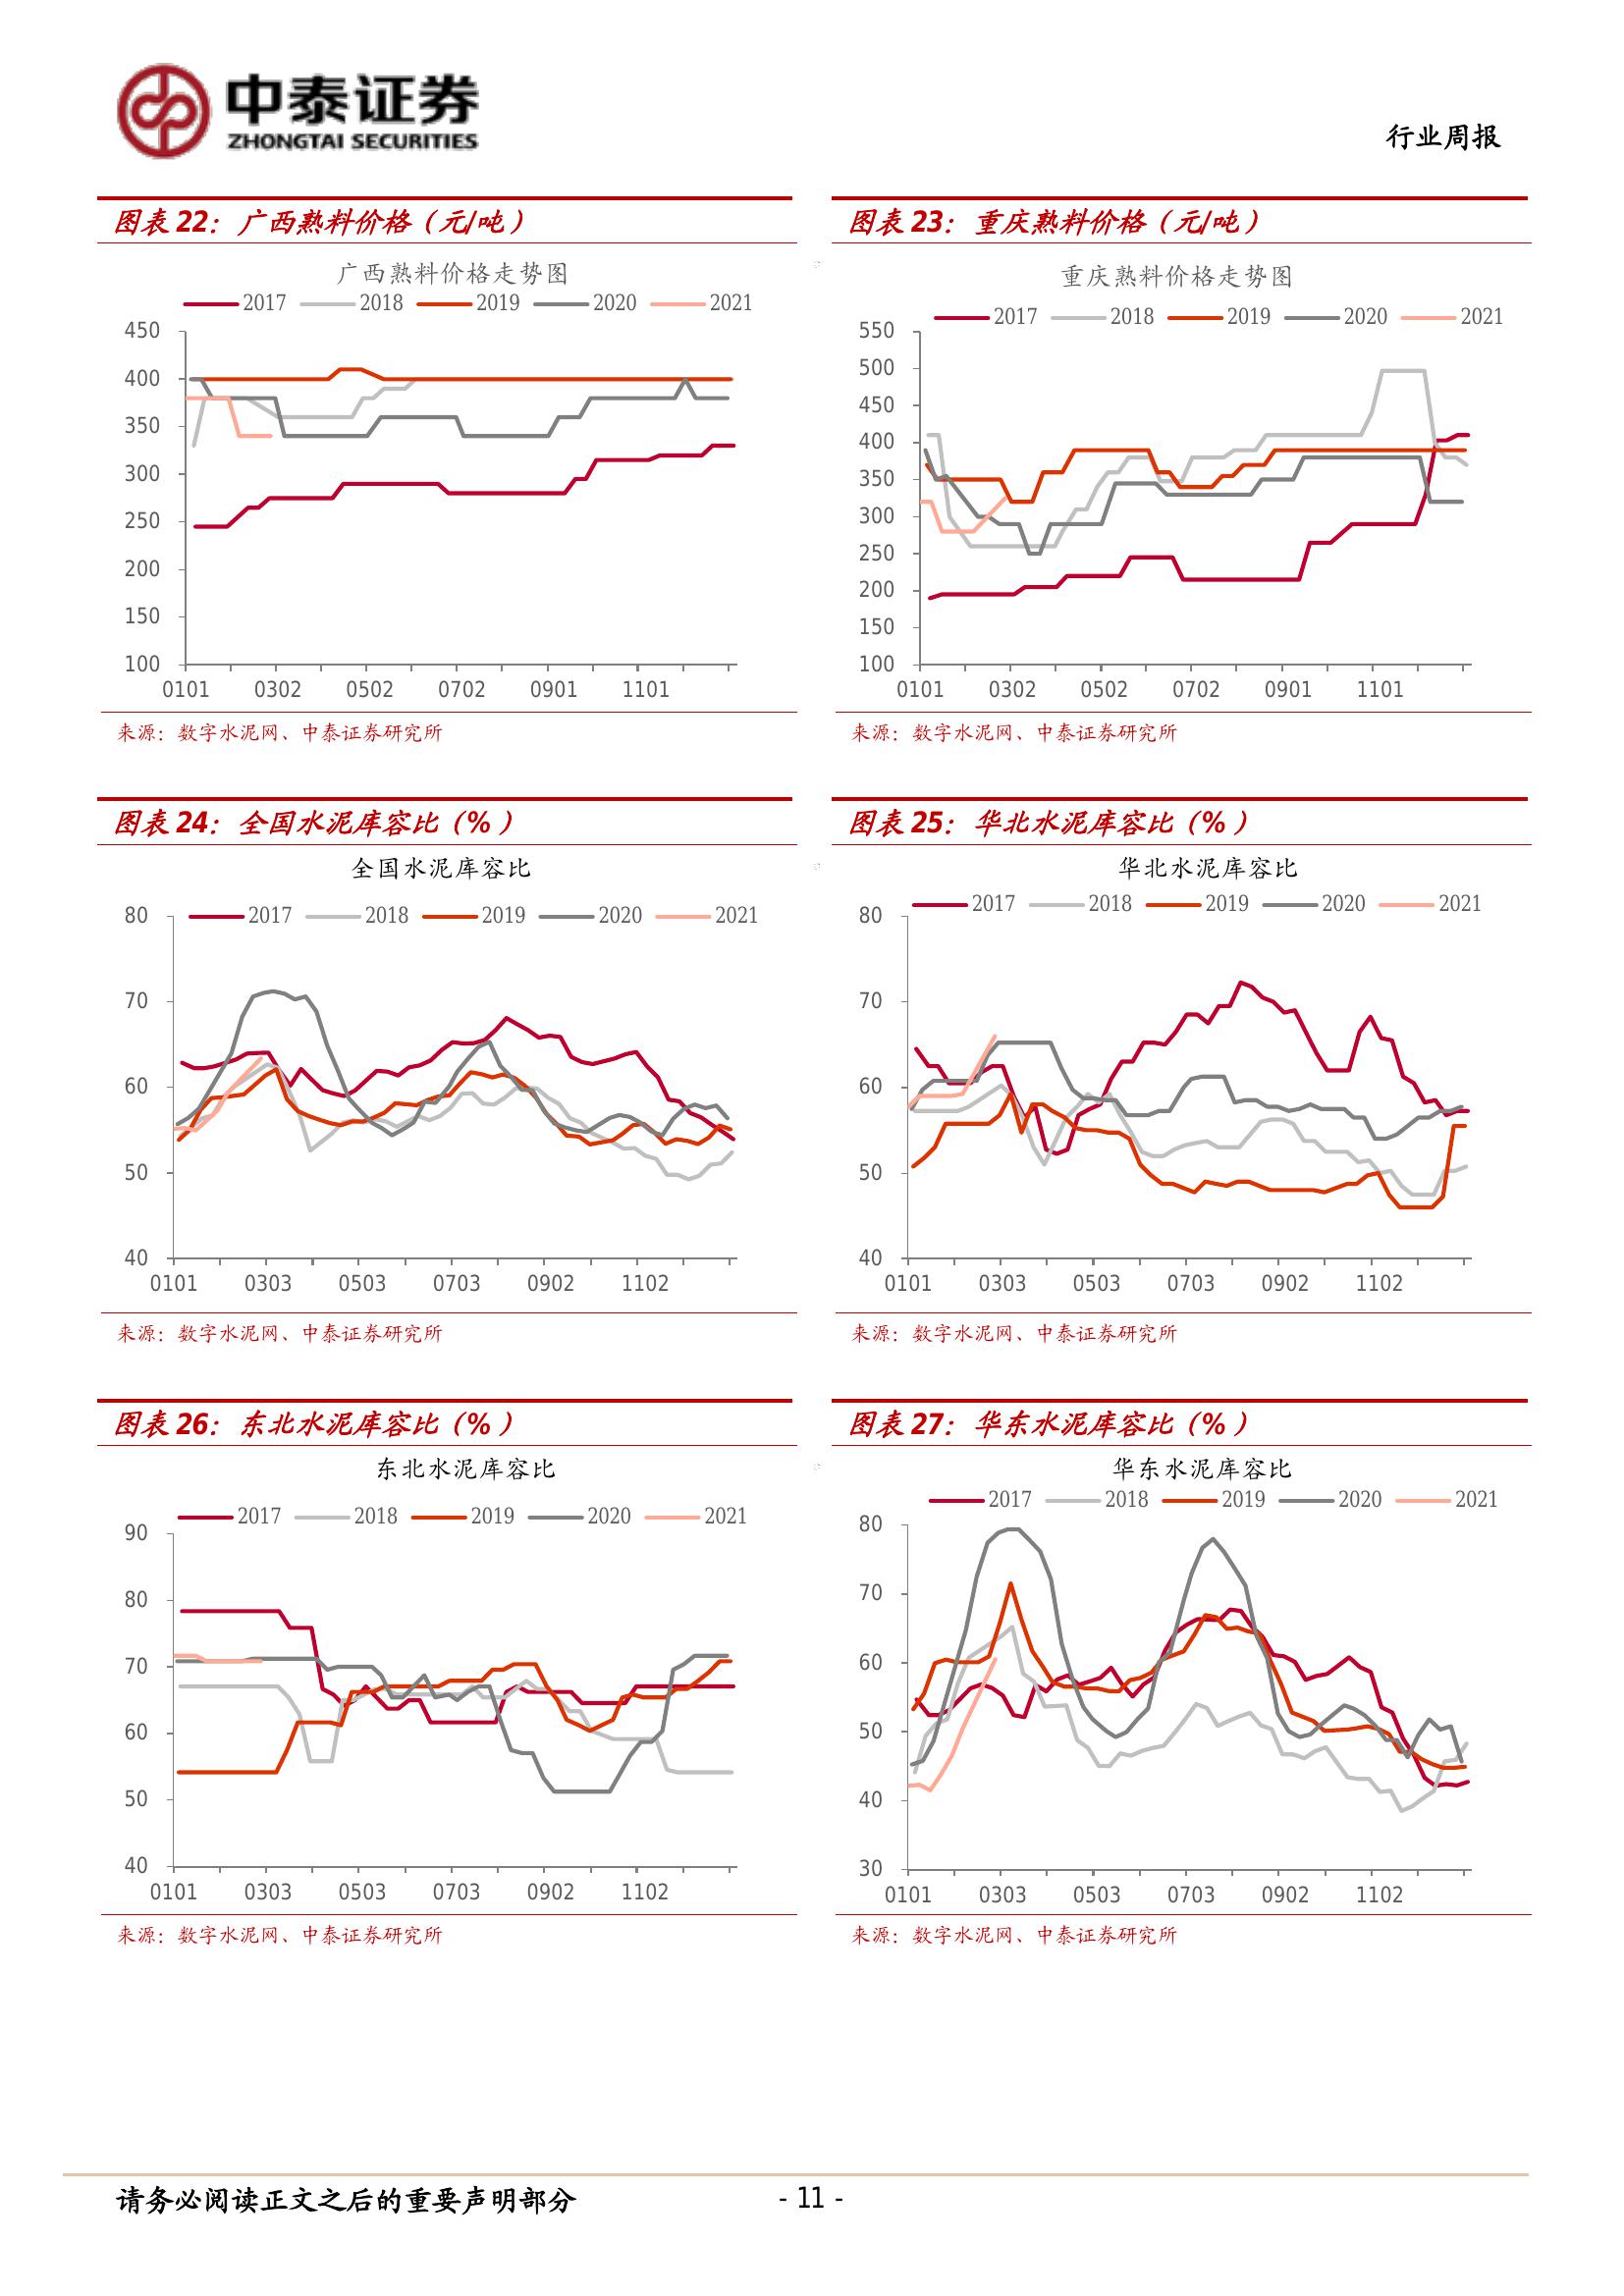 中泰证券
ZHONGTAI SECURITIES
行业周报
图表22：广西熟料价格（元/吨）
广西熟料价格走势图
2017 2018 2019 2020 2021
450
400
350
300
250
200
150
100
0101 0302 0502 0702 0901 1101
来源：数字水泥网、中泰证券研究所
图表23：重庆熟料价格（元/吨）
重庆熟料价格走势图
2017 2018 2019 2020 2021
550
500
450
400
350
300
250
200
150
100
0101 0302 0502 0702 0901 1101
来源：数字水泥网、中泰证券研究所
图表24：全国水泥库容比（%）
全国水泥库容比
2017 2018 2019 2020 2021
80
70
60
50
40
0101 0303 0503 0703 0902 1102
来源：数字水泥网、中泰证券研究所
图表25：华北水泥库容比（%）
华北水泥库容比
2017 2018 2019 2020 2021
80
70
60
50
40
0101 0303 0503 0703 0902 1102
来源：数字水泥网、中泰证券研究所
图表26：东北水泥库容比（%）
东北水泥库容比
2017 2018 2019 2020 2021
90
80
70
60
50
40
0101 0303 0503 0703 0902 1102
来源：数字水泥网、中泰证券研究所
图表27：华东水泥库容比（%）
华东水泥库容比
2017 2018 2019 2020 2021
80
70
60
50
40
30
0101 0303 0503 0703 0902 1102
来源：数字水泥网、中泰证券研究所
请务必阅读正文之后的重要声明部分
- 11 -